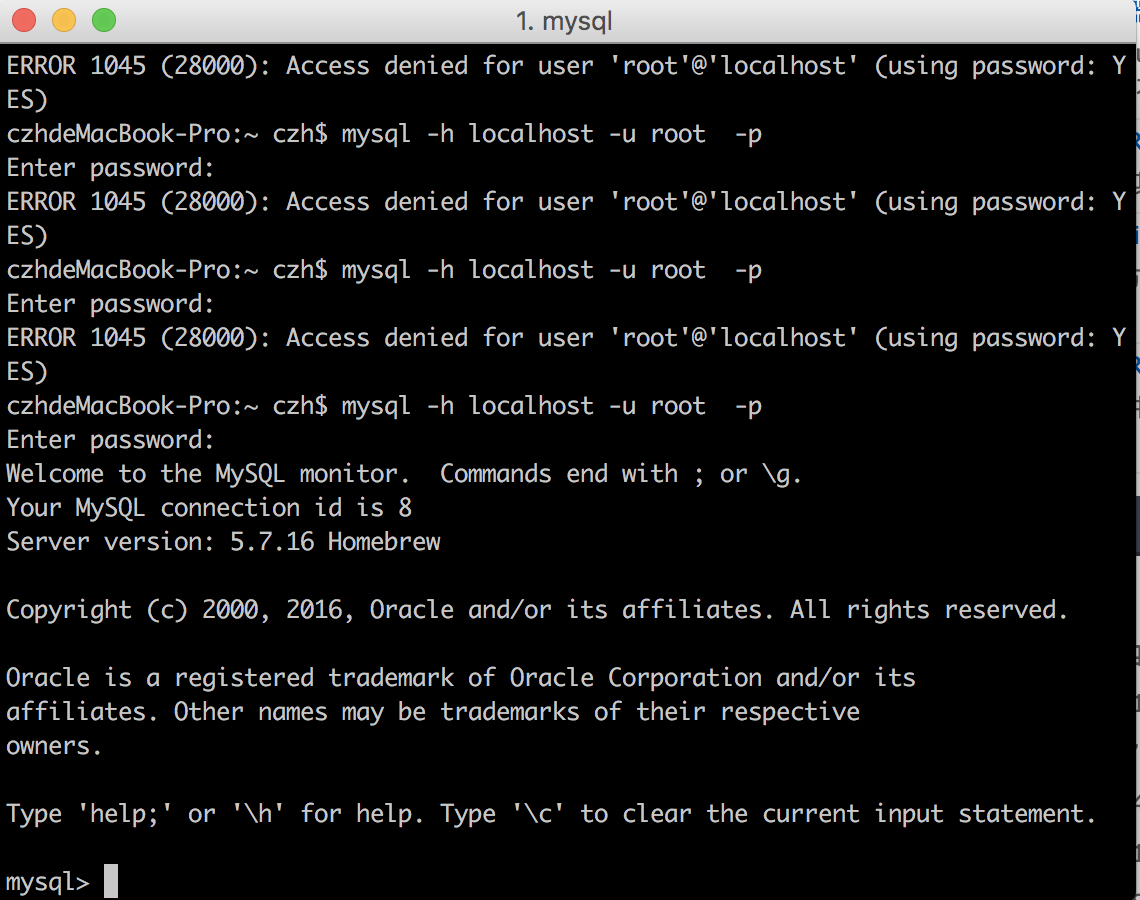 1. mysql
ERROR 1045 (28000): Access denied for user 'root'@'localhost' (using password: Y
ES)
czhdeMacBook-Pro:~ czh$ mysql -h localhost -u root  -p
Enter password:
ERROR 1045 (28000): Access denied for user 'root'@'localhost' (using password: Y
ES)
czhdeMacBook-Pro:~ czh$ mysql -h localhost -u root  -p
Enter password:
ERROR 1045 (28000): Access denied for user 'root'@'localhost' (using password: Y
ES)
czhdeMacBook-Pro:~ czh$ mysql -h localhost -u root  -p
Enter password:
Welcome to the MySQL monitor.  Commands end with ; or \g.
Your MySQL connection id is 8
Server version: 5.7.16 Homebrew
Copyright (c) 2000, 2016, Oracle and/or its affiliates. All rights reserved.
Oracle is a registered trademark of Oracle Corporation and/or its
affiliates. Other names may be trademarks of their respective
owners.
Type 'help;' or '\h' for help. Type '\c' to clear the current input statement.
mysql>